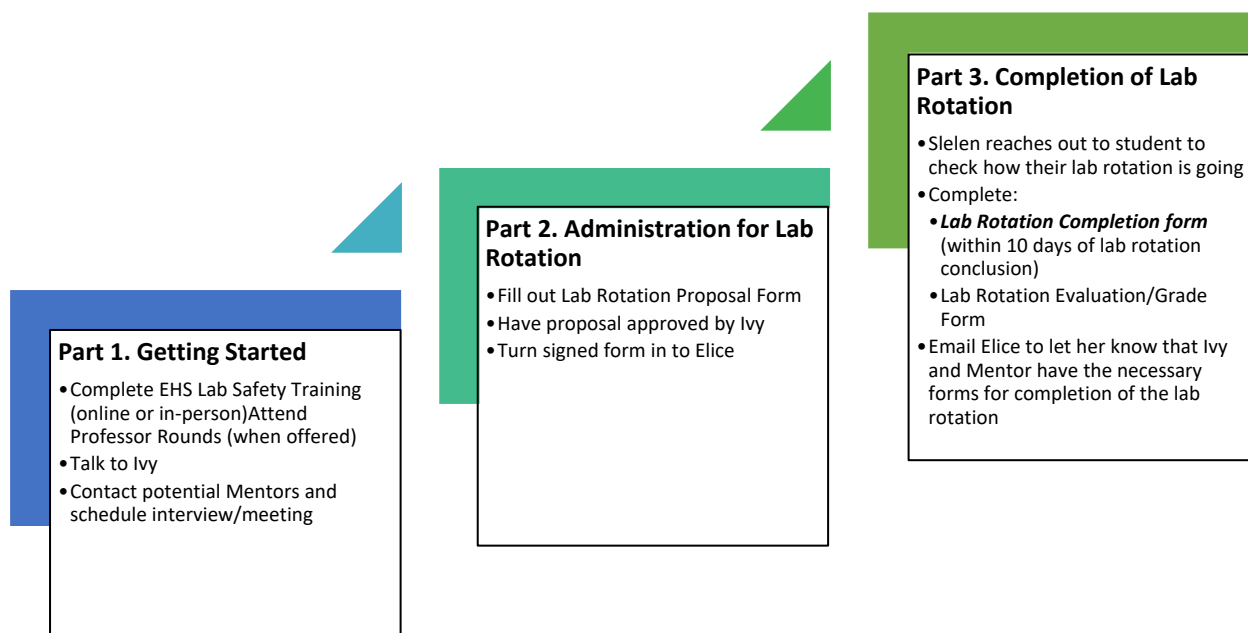 Part 1. Getting Started
•Complete EHS Lab Safety Training
(online or in-person)Attend
Professor Rounds (when offered)
•Talk to Ivy
•Contact potential Mentors and
schedule interview/meeting
Part 2. Administration for Lab
Rotation
•Fill out Lab Rotation Proposal Form
•Have proposal approved by Ivy
•Turn signed form in to Elice
Part 3. Completion of Lab
Rotation
•Slelen reaches out to student to
check how their lab rotation is going
•Complete:
•Lab Rotation Completion form
(within 10 days of lab rotation
conclusion)
•Lab Rotation Evaluation/Grade
Form
•Email Elice to let her know that Ivy
and Mentor have the necessary
forms for completion of the lab
rotation